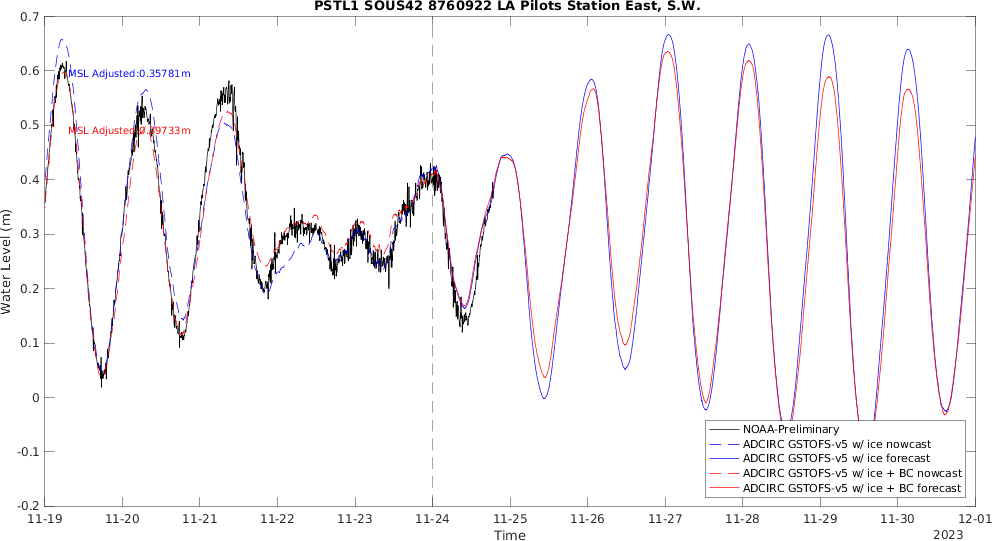 PSTL1 SOUS42 8760922 LA Pilots Station East, S.W.
Water Level (m)
0.7
0.6
0.5
0.4
0.3
0.2
0.1
0
-0.1
-0.2
MSL Adjusted:0.35781m
MSL Adjusted:0.49733m
NOAA-Preliminary
ADCIRC GSTOFS-v5 w/ ice nowcast
ADCIRC GSTOFS-v5 w/ ice forecast
ADCIRC GSTOFS-v5 w/ ice + BC nowcast
ADCIRC GSTOFS-v5 w/ ice + BC forecast
11-19 11-20 11-21 11-22 11-23 11-24 11-25 11-26 11-27 11-28 11-29 11-30 12-01
Time
2023